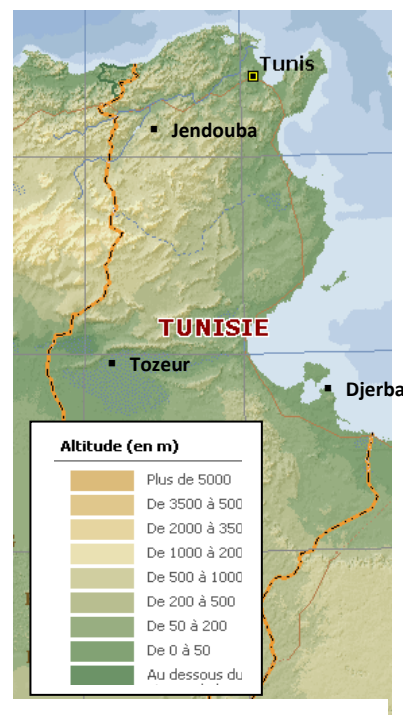 Tunis
Jendouba
TUNISIE
Tozeur
Djerba
Altitude (en m)
Plus de 5000
De 3500 à 500
De 2000 à 350
De 1000 à 200
De 500 à 1000
De 200 à 500
De 50 à 200
De 0 à 50
Au dessous du